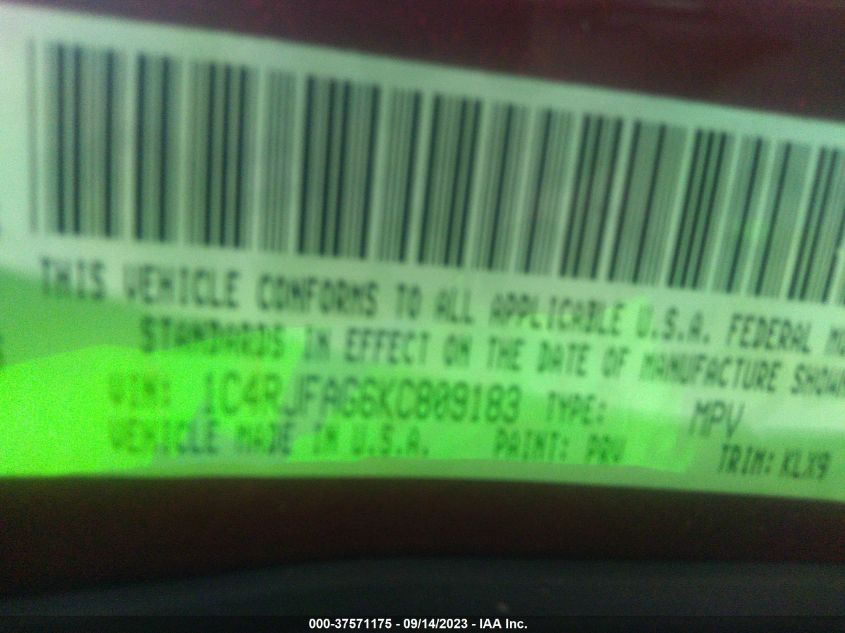 THIS VEHICLE CONFORMS TO ALL APPLICABLE U.S.A. FEDERAL
STANDARDS IN EFFECT ON THE DATE OF MANUFACTURE SHOWN
VIN: 1C4RJFAG6KC809183 TYPE: MPV
VEHICLE MADE IN U.S.A. PAINT: PRV TRIM: KLX9
000-37571175 - 09/14/2023 - IAA Inc.